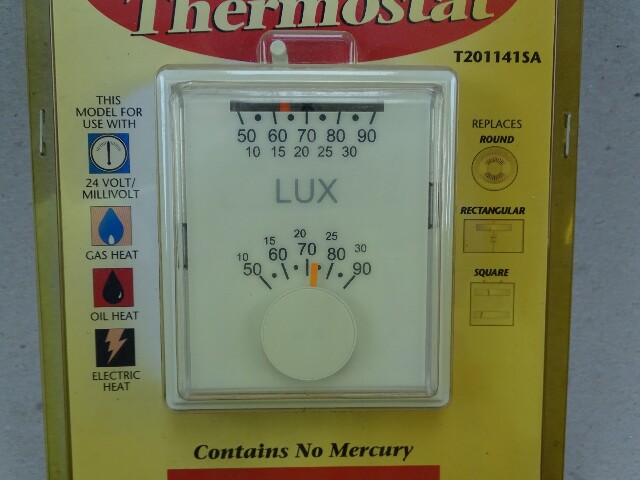 Thermostat
T201141SA
THIS
MODEL FOR
USE WITH
24 VOLT/
MILLIVOLT
GAS HEAT
OIL HEAT
ELECTRIC
HEAT
50 60 70 80 90
10 15 20 25 30
LUX
10 15 20 25 30
50 60 70 80 90
REPLACES
ROUND
RECTANGULAR
SQUARE
Contains No Mercury